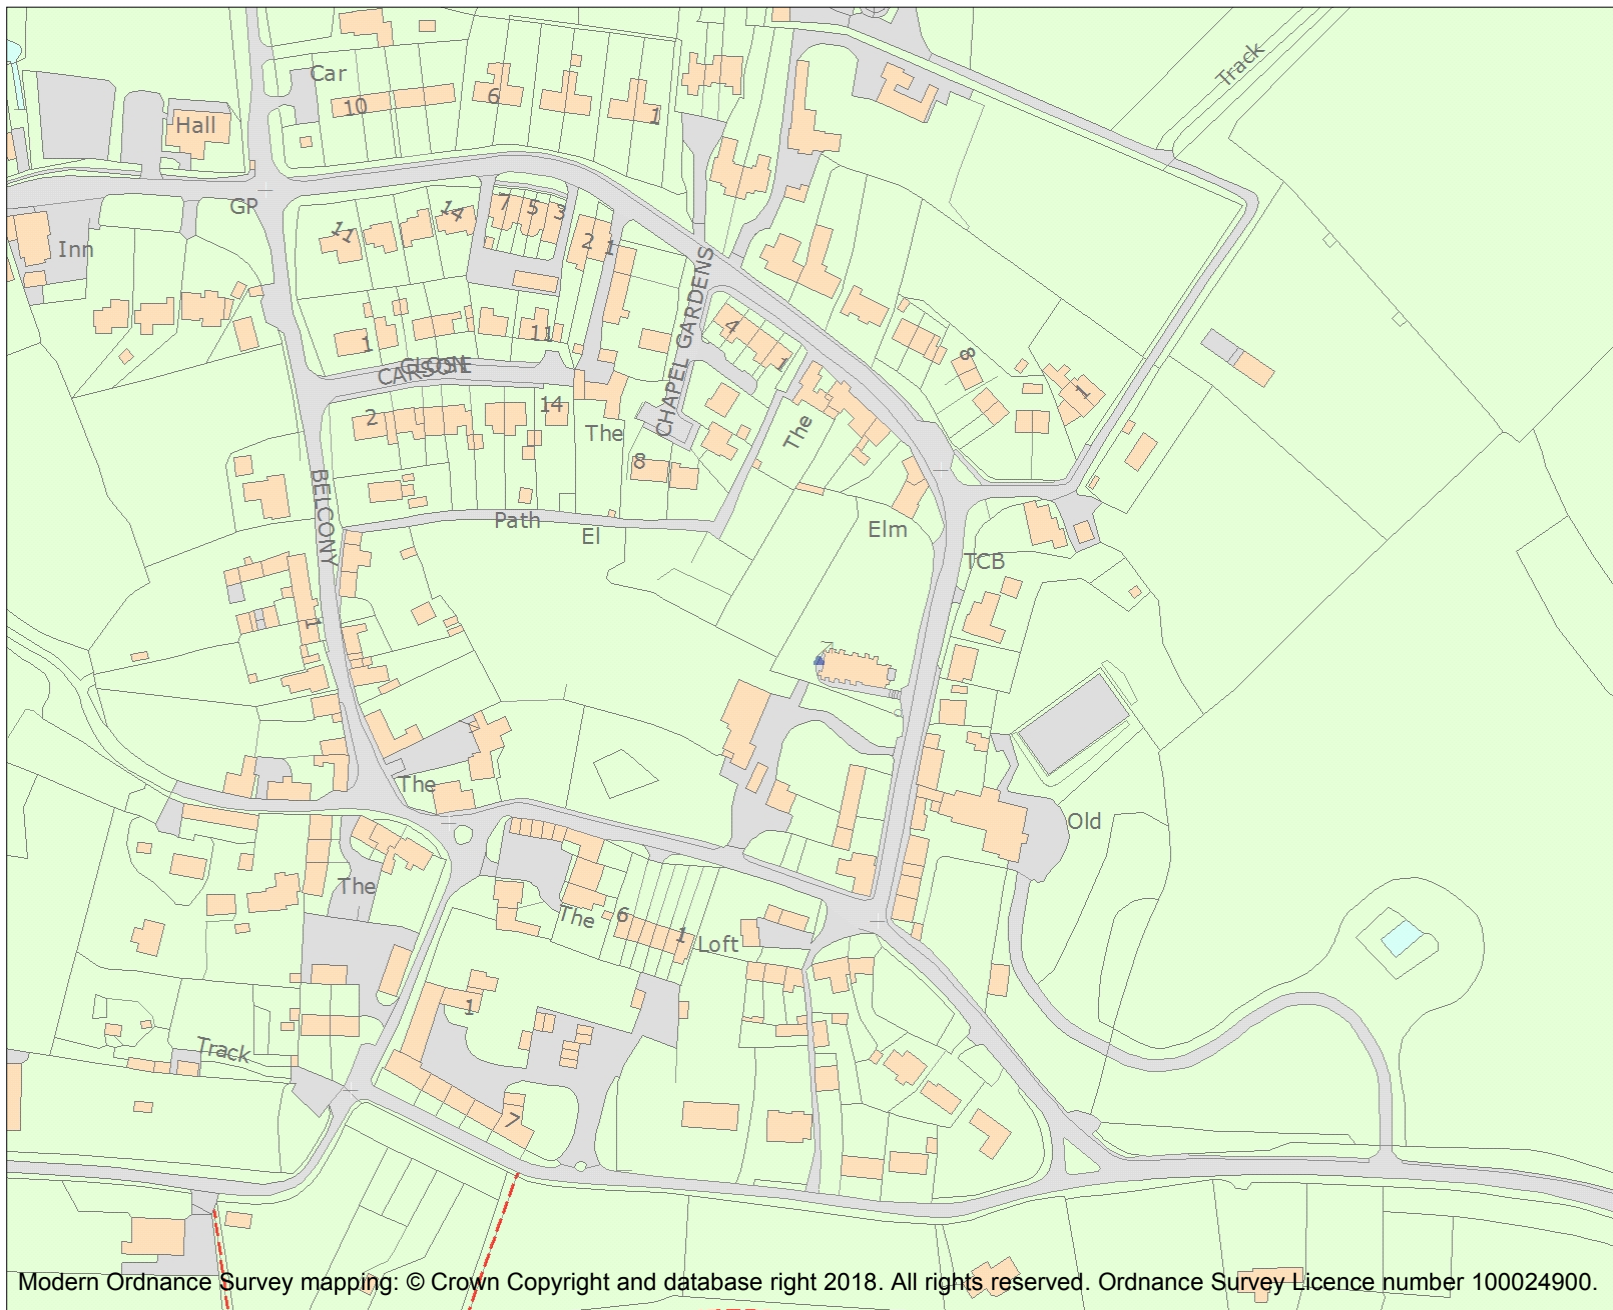 Track
Car
10
6
1
Hall
GP
Inn
11
14
7
5
3
2
1
CHAPEL GARDENS
4
1
8
1
1
11
CARSON
CLOSE
2
14
The
The
8
BELCONY
Path
El
Elm
TCB
1
The
Old
The
The
6
1
Loft
1
Track
7
Modern Ordnance Survey mapping: © Crown Copyright and database right 2018. All rights reserved. Ordnance Survey Licence number 100024900.